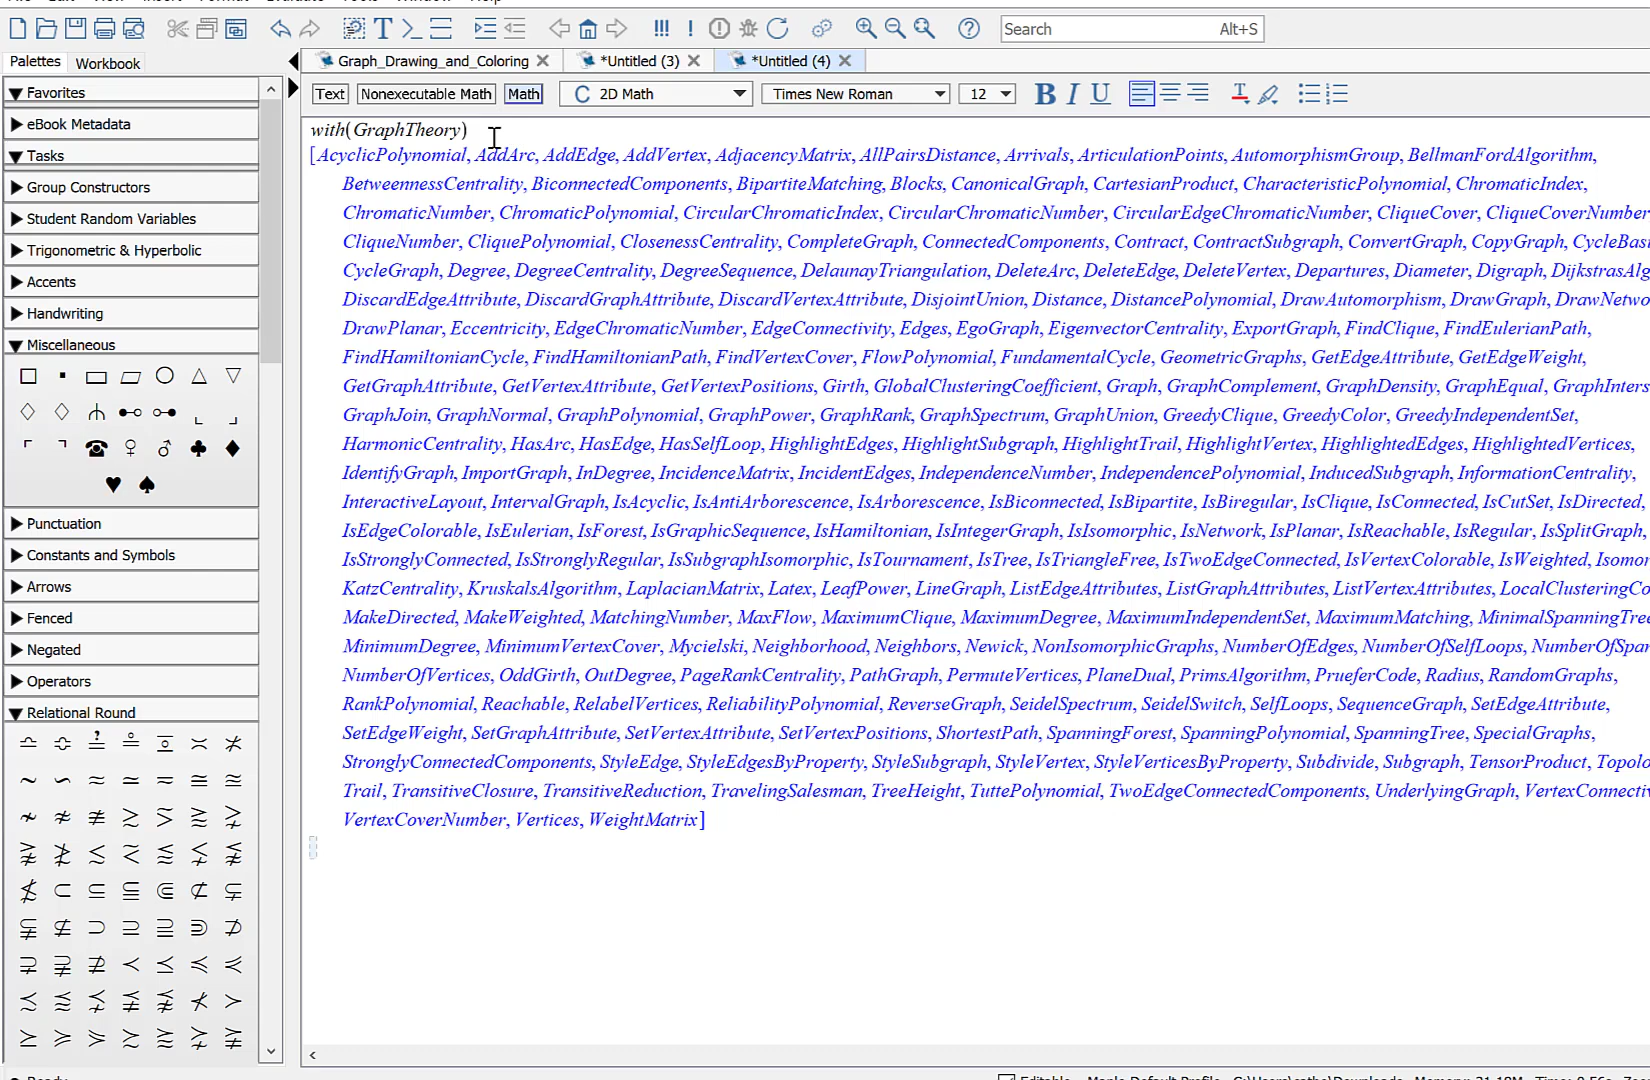 Search Alt+S
Palettes Workbook
Graph_Drawing_and_Coloring *Untitled (3) *Untitled (4)
Text Nonexecutable Math Math C 2D Math Times New Roman 12 B I U
Favorites
eBook Metadata
Tasks
Group Constructors
Student Random Variables
Trigonometric & Hyperbolic
Accents
Handwriting
Miscellaneous
Punctuation
Constants and Symbols
Arrows
Fenced
Negated
Operators
Relational Round
with(GraphTheory)
[AcyclicPolynomial, AddArc, AddEdge, AddVertex, AdjacencyMatrix, AllPairsDistance, Arrivals, ArticulationPoints, AutomorphismGroup, BellmanFordAlgorithm,
BetweennessCentrality, BiconnectedComponents, BipartiteMatching, Blocks, CanonicalGraph, CartesianProduct, CharacteristicPolynomial, ChromaticIndex,
ChromaticNumber, ChromaticPolynomial, CircularChromaticIndex, CircularChromaticNumber, CircularEdgeChromaticNumber, CliqueCover, CliqueCoverNumber
CliqueNumber, CliquePolynomial, ClosenessCentrality, CompleteGraph, ConnectedComponents, Contract, ContractSubgraph, ConvertGraph, CopyGraph, CycleBasi
CycleGraph, Degree, DegreeCentrality, DegreeSequence, DelaunayTriangulation, DeleteArc, DeleteEdge, DeleteVertex, Departures, Diameter, Digraph, DijkstrasAlg
DiscardEdgeAttribute, DiscardGraphAttribute, DiscardVertexAttribute, DisjointUnion, Distance, DistancePolynomial, DrawAutomorphism, DrawGraph, DrawNetwo
DrawPlanar, Eccentricity, EdgeChromaticNumber, EdgeConnectivity, Edges, EgoGraph, EigenvectorCentrality, ExportGraph, FindClique, FindEulerianPath,
FindHamiltonianCycle, FindHamiltonianPath, FindVertexCover, FlowPolynomial, FundamentalCycle, GeometricGraphs, GetEdgeAttribute, GetEdgeWeight,
GetGraphAttribute, GetVertexAttribute, GetVertexPositions, Girth, GlobalClusteringCoefficient, Graph, GraphComplement, GraphDensity, GraphEqual, GraphInters
GraphJoin, GraphNormal, GraphPolynomial, GraphPower, GraphRank, GraphSpectrum, GraphUnion, GreedyClique, GreedyColor, GreedyIndependentSet,
HarmonicCentrality, HasArc, HasEdge, HasSelfLoop, HighlightEdges, HighlightSubgraph, HighlightTrail, HighlightVertex, HighlightedEdges, HighlightedVertices,
IdentifyGraph, ImportGraph, InDegree, IncidenceMatrix, IncidentEdges, IndependenceNumber, IndependencePolynomial, InducedSubgraph, InformationCentrality,
InteractiveLayout, IntervalGraph, IsAcyclic, IsAntiArborescence, IsArborescence, IsBiconnected, IsBipartite, IsBiregular, IsClique, IsConnected, IsCutSet, IsDirected,
IsEdgeColorable, IsEulerian, IsForest, IsGraphicSequence, IsHamiltonian, IsIntegerGraph, IsIsomorphic, IsNetwork, IsPlanar, IsReachable, IsRegular, IsSplitGraph,
IsStronglyConnected, IsStronglyRegular, IsSubgraphIsomorphic, IsTournament, IsTree, IsTriangleFree, IsTwoEdgeConnected, IsVertexColorable, IsWeighted, Isomor
KatzCentrality, KruskalsAlgorithm, LaplacianMatrix, Latex, LeafPower, LineGraph, ListEdgeAttributes, ListGraphAttributes, ListVertexAttributes, LocalClusteringCo
MakeDirected, MakeWeighted, MatchingNumber, MaxFlow, MaximumClique, MaximumDegree, MaximumIndependentSet, MaximumMatching, MinimalSpanningTree
MinimumDegree, MinimumVertexCover, Mycielski, Neighborhood, Neighbors, Newick, NonIsomorphicGraphs, NumberOfEdges, NumberOfSelfLoops, NumberOfSpan
NumberOfVertices, OddGirth, OutDegree, PageRankCentrality, PathGraph, PermuteVertices, PlaneDual, PrimsAlgorithm, PrueferCode, Radius, RandomGraphs,
RankPolynomial, Reachable, RelabelVertices, ReliabilityPolynomial, ReverseGraph, SeidelSpectrum, SeidelSwitch, SelfLoops, SequenceGraph, SetEdgeAttribute,
SetEdgeWeight, SetGraphAttribute, SetVertexAttribute, SetVertexPositions, ShortestPath, SpanningForest, SpanningPolynomial, SpanningTree, SpecialGraphs,
StronglyConnectedComponents, StyleEdge, StyleEdgesByProperty, StyleSubgraph, StyleVertex, StyleVerticesByProperty, Subdivide, Subgraph, TensorProduct, Topolo
Trail, TransitiveClosure, TransitiveReduction, TravelingSalesman, TreeHeight, TuttePolynomial, TwoEdgeConnectedComponents, UnderlyingGraph, VertexConnectiv
VertexCoverNumber, Vertices, WeightMatrix]